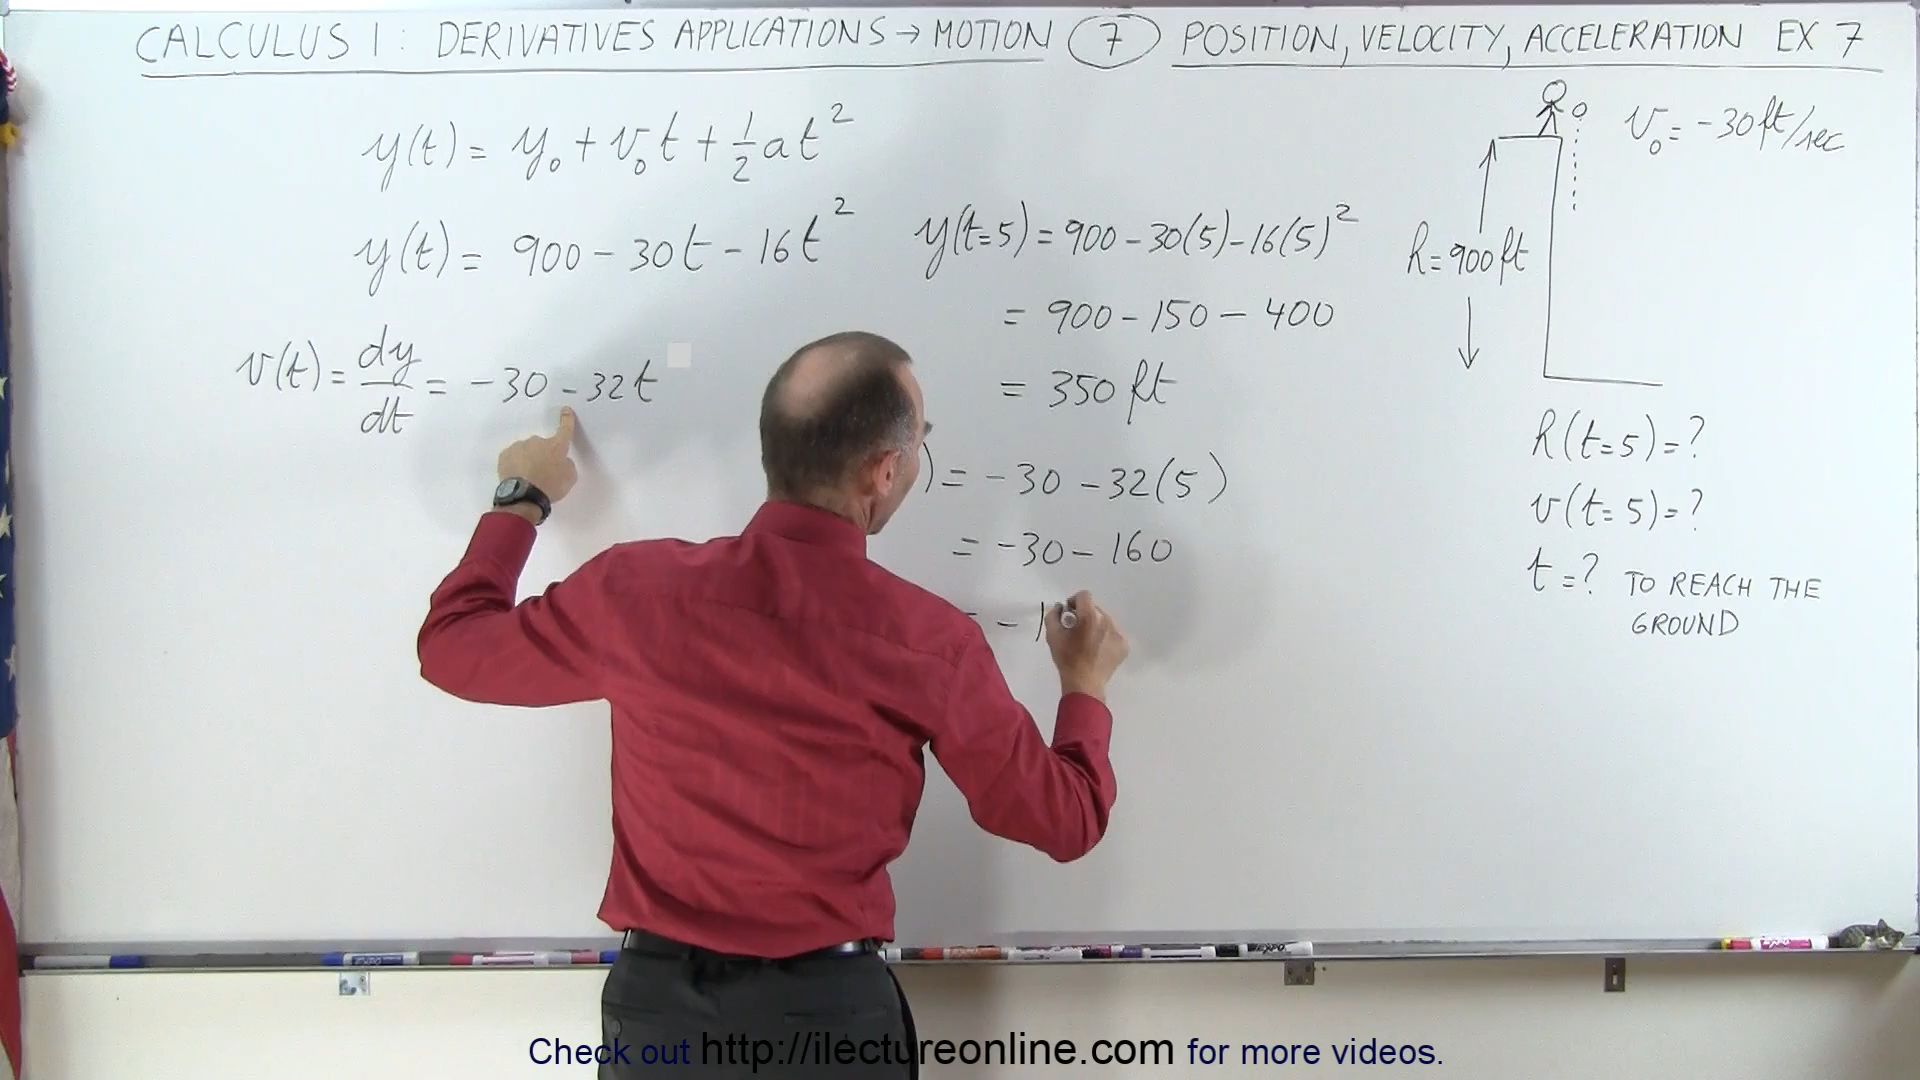 CALCULUS 1: DERIVATIVES APPLICATIONS → MOTION 7 POSITION, VELOCITY, ACCELERATION EX 7
y(t) = y₀ + v₀t + ½at²
y(t) = 900 - 30t - 16t²
v(t) = dy/dt = -30 - 32t
y(t=5) = 900 - 30(5) - 16(5)²
= 900 - 150 - 400
= 350 ft
) = -30 - 32(5)
= -30 - 160
= - 1
v₀ = -30 ft/sec
h = 900 ft
h(t=5) = ?
v(t=5) = ?
t = ? TO REACH THE
GROUND
Check out http://ilectureonline.com for more videos.